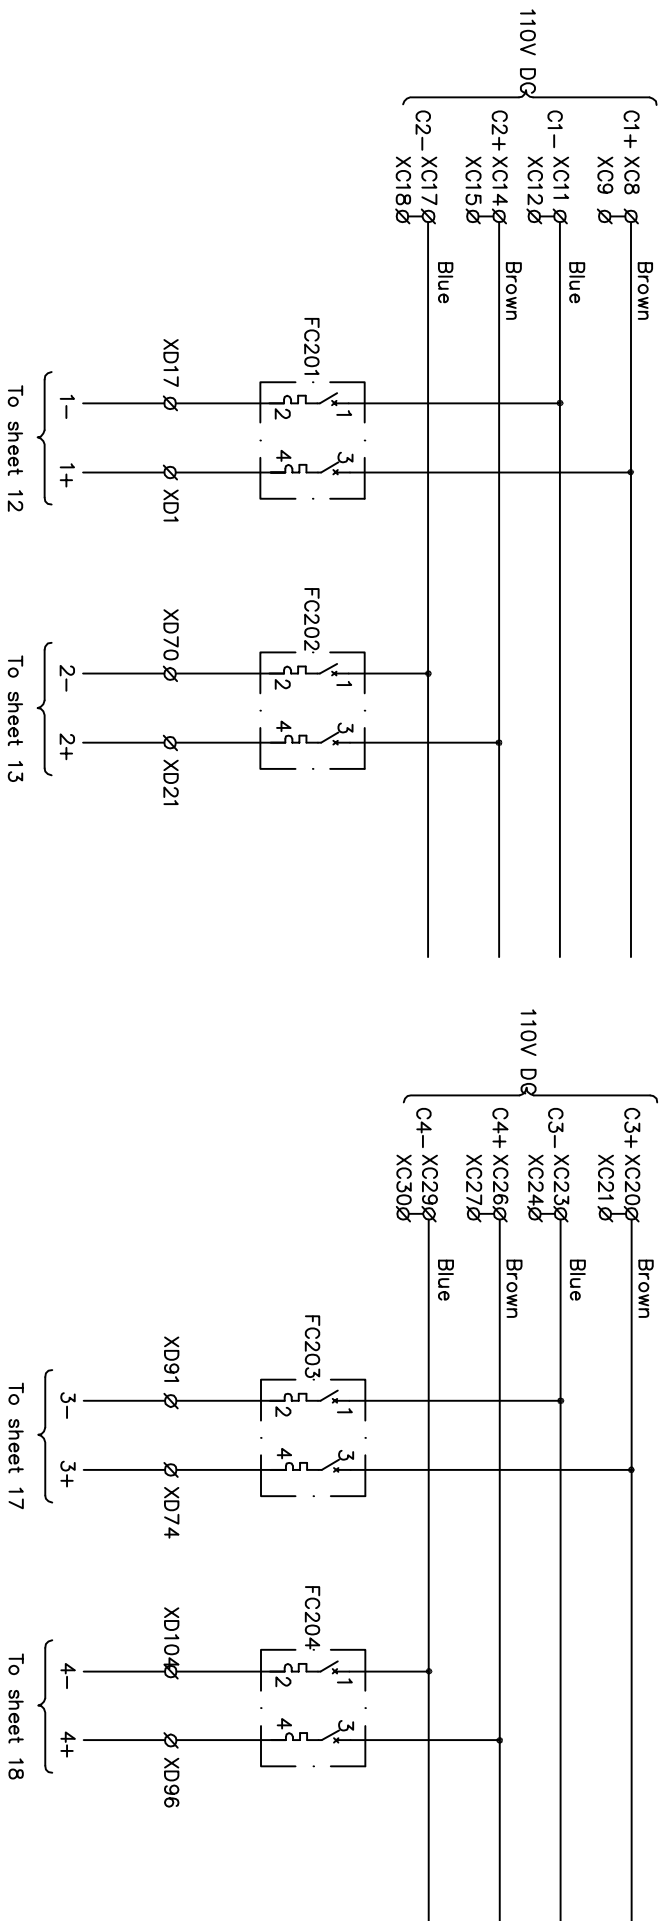 110V DC
C1+ XC8
XC9
C1- XC11
XC12
C2+ XC14
XC15
C2- XC17
XC18
Brown
Blue
Brown
Blue
FC201
1
2
3
4
XD17
XD1
1-
1+
To sheet 12
FC202
1
2
3
4
XD70
XD21
2-
2+
To sheet 13
110V DC
C3+ XC20
XC21
C3- XC23
XC24
C4+ XC26
XC27
C4- XC29
XC30
Brown
Blue
Brown
Blue
FC203
1
2
3
4
XD91
XD74
3-
3+
To sheet 17
FC204
1
2
3
4
XD104
XD96
4-
4+
To sheet 18